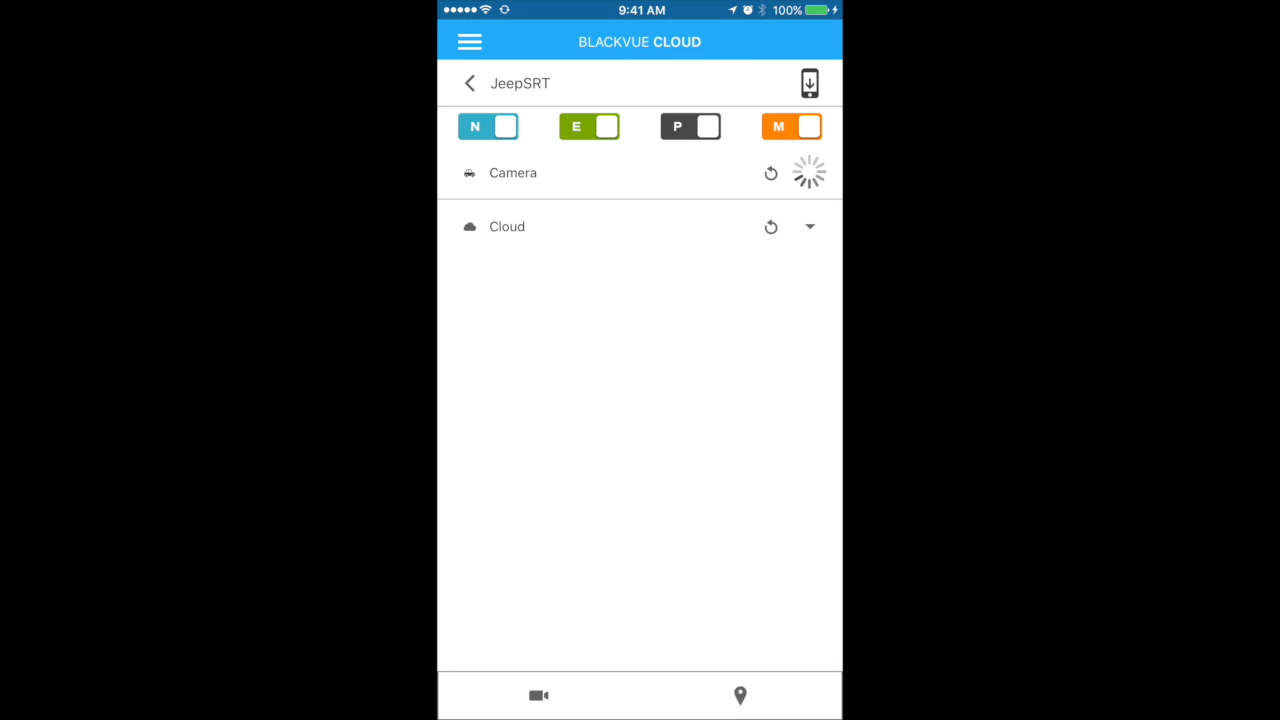 9:41 AM 100%
BLACKVUE CLOUD
JeepSRT
N E P M
Camera
Cloud